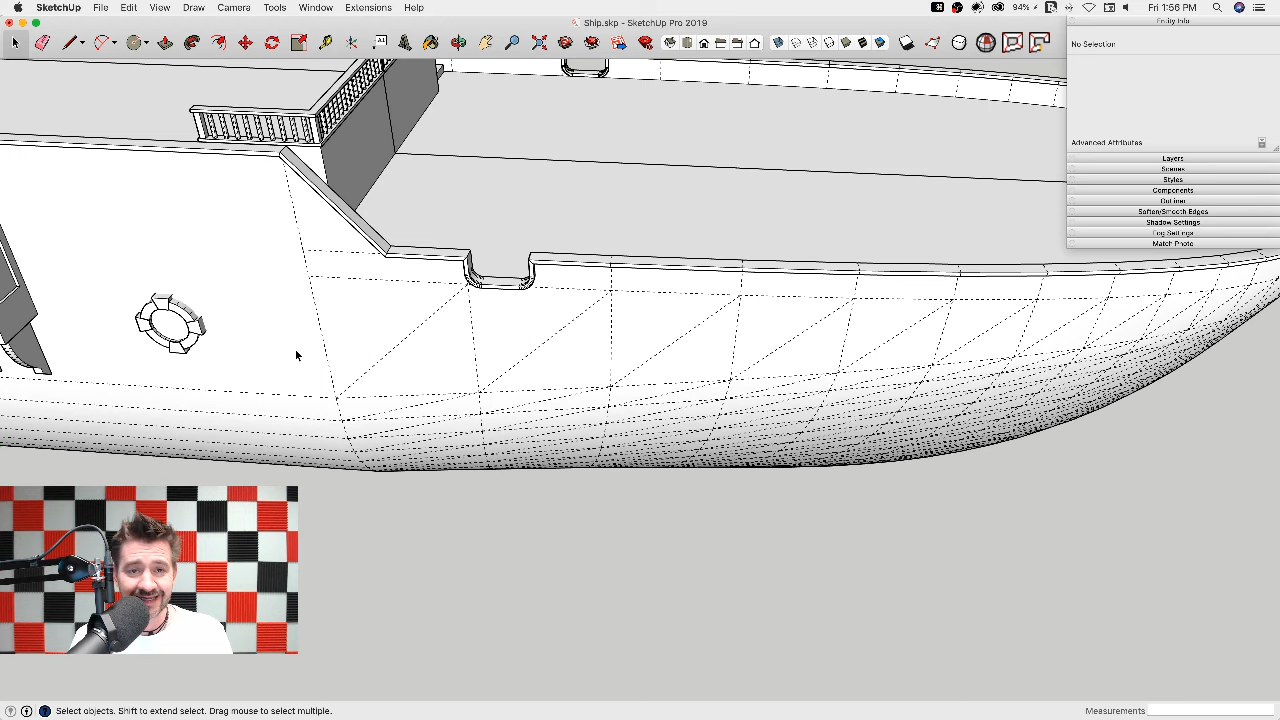 SketchUp File Edit View Draw Camera Tools Window Extensions Help
94% Fri 1:56 PM
Ship.skp - SketchUp Pro 2019
Entity Info
No Selection
Advanced Attributes
Layers
Scenes
Styles
Components
Outliner
Soften/Smooth Edges
Shadow Settings
Fog Settings
Match Photo
Select objects. Shift to extend select. Drag mouse to select multiple.
Measurements